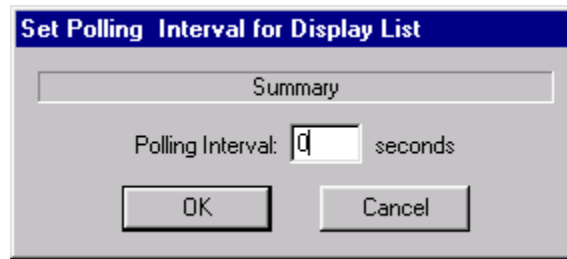 Set Polling  Interval for Display List
Summary
Polling Interval: 0 seconds
OK Cancel